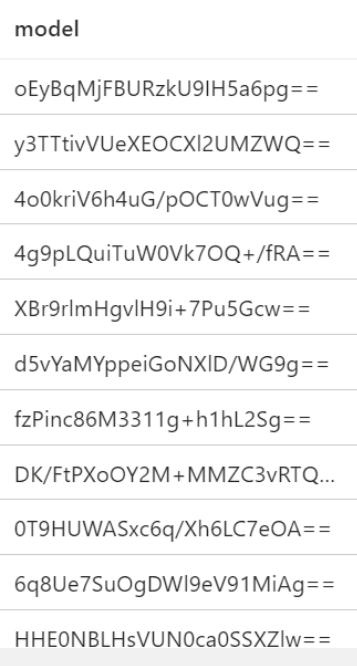 model
oEyBqMjFBURzkU9IH5a6pg==
y3TTtivVUeXEOCXl2UMZWQ==
4o0kriV6h4uG/pOCT0wVug==
4g9pLQuiTuW0Vk7OQ+/fRA==
XBr9rlmHgvlH9i+7Pu5Gcw==
d5vYaMYppeiGoNXlD/WG9g==
fzPinc86M3311g+h1hL2Sg==
DK/FtPXoOY2M+MMZC3vRTQ...
0T9HUWASxc6q/Xh6LC7eOA==
6q8Ue7SuOgDWl9eV91MiAg==
HHE0NBLHsVUN0ca0SSXZlw==